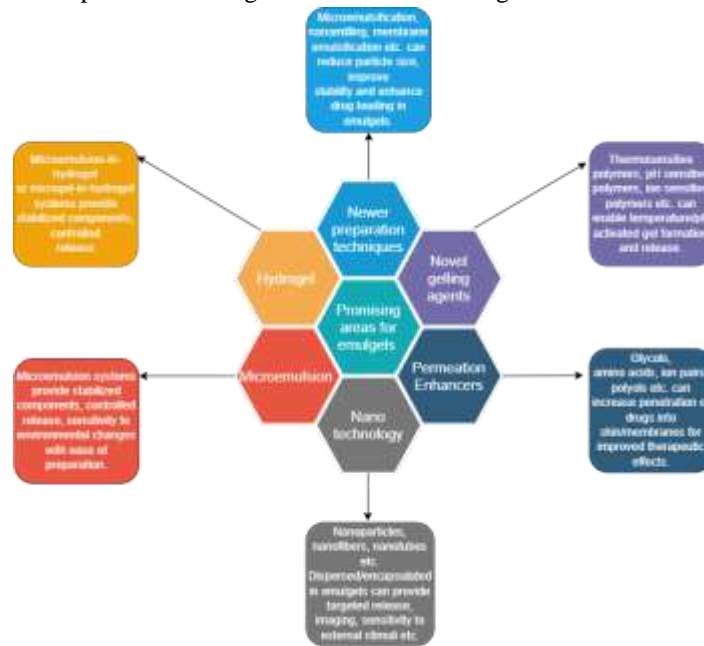 Microemulsification,
nanomilling, membrane
emulsification etc. can
reduce particle size,
improve
stability and enhance
drug loading in
emulgels.
Microemulsion-in-
hydrogel
or microgel-in-hydrogel
systems provide
stabilized components,
controlled
release.
Thermosensitive
polymers, pH sensitive
polymers, ion sensitive
polymers etc. can
enable temperature/pH
activated gel formation
and release.
Newer
preparation
techniques
Hydrogel
Novel
gelling
agents
Promising
areas for
emulgels
Microemulsion
Permeation
Enhancers
Nano
technology
Microemulsion systems
provide stabilized
components, controlled
release, sensitivity to
environmental changes
with ease of
preparation.
Glycols,
amino acids, ion pairs,
polyols etc. can
increase penetration of
drugs into
skin/membranes for
improved therapeutic
effects.
Nanoparticles,
nanofibers, nanotubes
etc.
Dispersed/encapsulated
in emulgels can provide
targeted release,
imaging, sensitivity to
external stimuli etc.